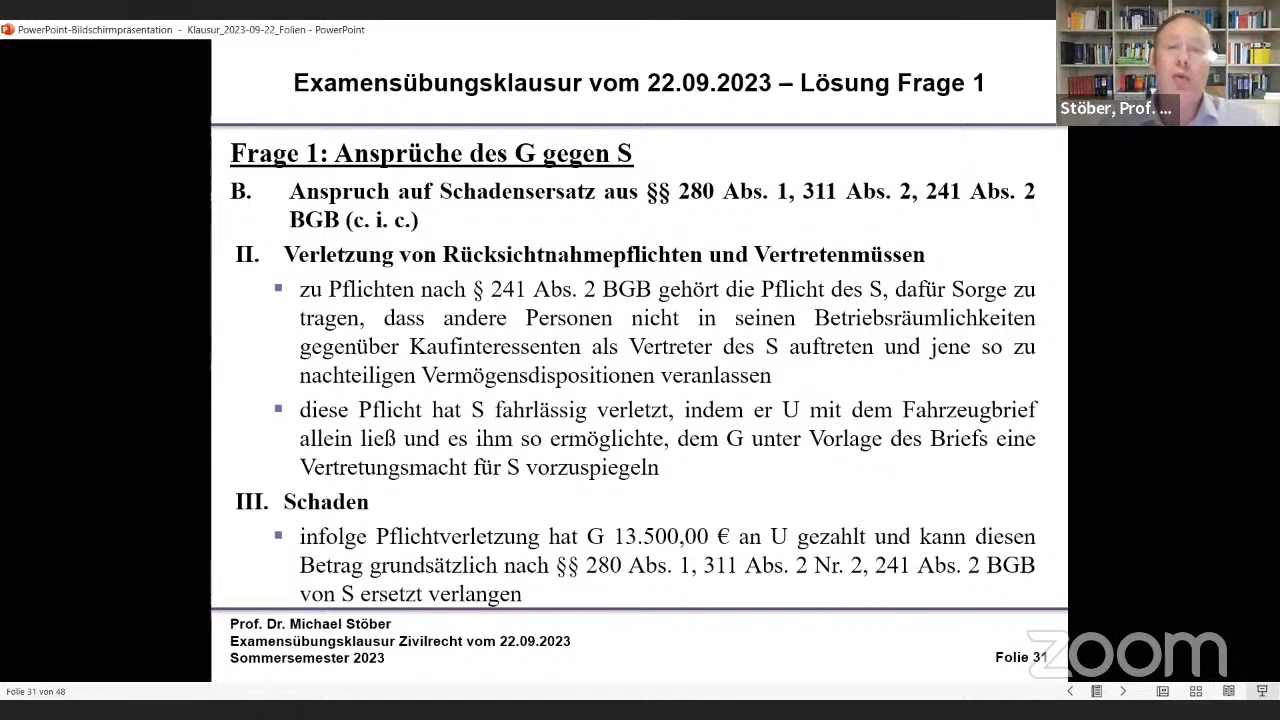 PowerPoint-Bildschirmpräsentation - Klausur_2023-09-22_Folien - PowerPoint
Examensübungsklausur vom 22.09.2023 – Lösung Frage 1
Stöber, Prof. ...
Frage 1: Ansprüche des G gegen S
B. Anspruch auf Schadensersatz aus §§ 280 Abs. 1, 311 Abs. 2, 241 Abs. 2
BGB (c. i. c.)
II. Verletzung von Rücksichtnahmepflichten und Vertretenmüssen
▪ zu Pflichten nach § 241 Abs. 2 BGB gehört die Pflicht des S, dafür Sorge zu
tragen, dass andere Personen nicht in seinen Betriebsräumlichkeiten
gegenüber Kaufinteressenten als Vertreter des S auftreten und jene so zu
nachteiligen Vermögensdispositionen veranlassen
▪ diese Pflicht hat S fahrlässig verletzt, indem er U mit dem Fahrzeugbrief
allein ließ und es ihm so ermöglichte, dem G unter Vorlage des Briefs eine
Vertretungsmacht für S vorzuspiegeln
III. Schaden
▪ infolge Pflichtverletzung hat G 13.500,00 € an U gezahlt und kann diesen
Betrag grundsätzlich nach §§ 280 Abs. 1, 311 Abs. 2 Nr. 2, 241 Abs. 2 BGB
von S ersetzt verlangen
Prof. Dr. Michael Stöber
Examensübungsklausur Zivilrecht vom 22.09.2023
Sommersemester 2023
Folie 31
zoom
Folie 31 von 48